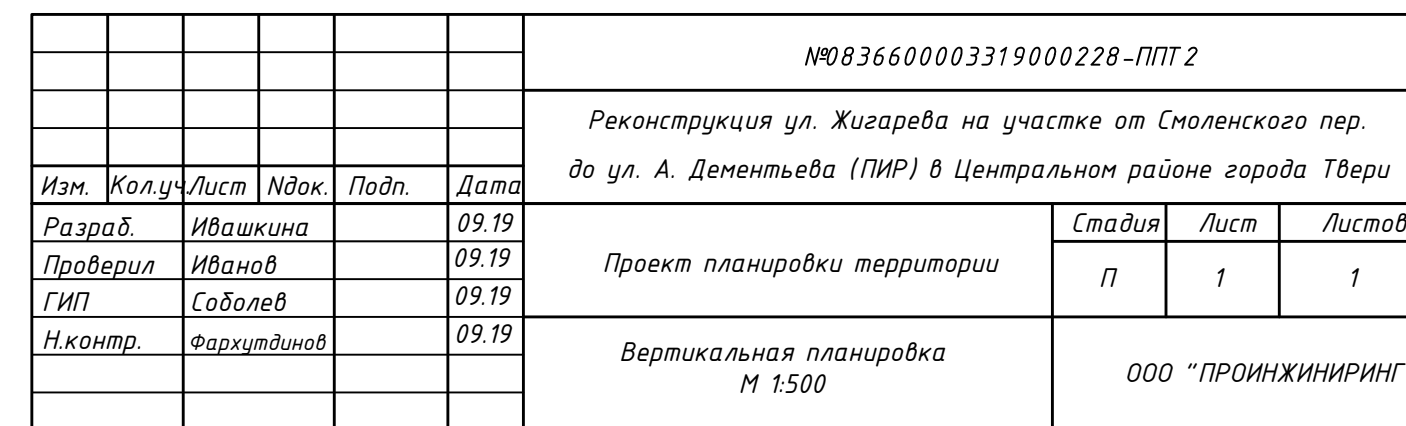 №0836600003319000228-ППТ2
Реконструкция ул. Жигарева на участке от Смоленского пер.
до ул. А. Дементьева (ПИР) в Центральном районе города Твери
Изм. Кол.уч. Лист Nдок. Подп. Дата
Разраб. Ивашкина 09.19
Проверил Иванов 09.19
ГИП Соболев 09.19
Н.контр. Фархутдинов 09.19
Проект планировки территории
Стадия Лист Листов
П 1 1
Вертикальная планировка
М 1:500
ООО "ПРОИНЖИНИРИНГ